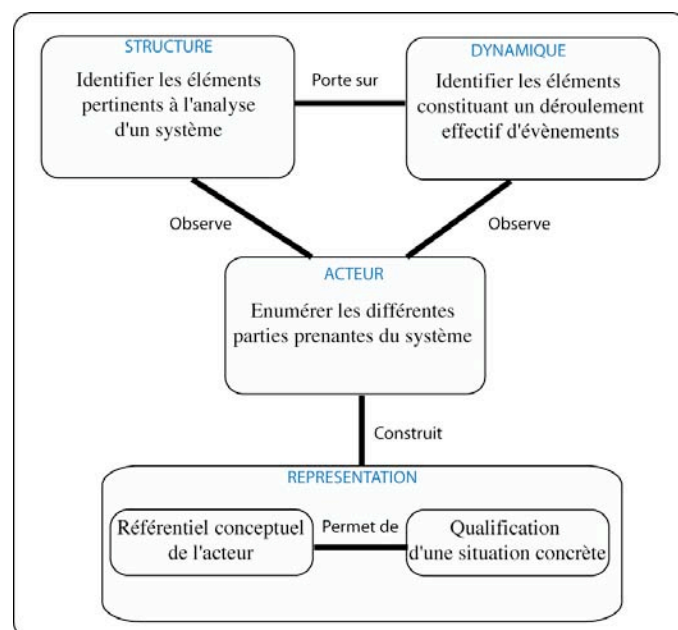 STRUCTURE
Identifier les éléments
pertinents à l'analyse
d'un système
Porte sur
DYNAMIQUE
Identifier les éléments
constituant un déroulement
effectif d'évènements
Observe
Observe
ACTEUR
Enumérer les différentes
parties prenantes du système
Construit
REPRESENTATION
Référentiel conceptuel
de l'acteur
Permet de
Qualification
d'une situation concrète